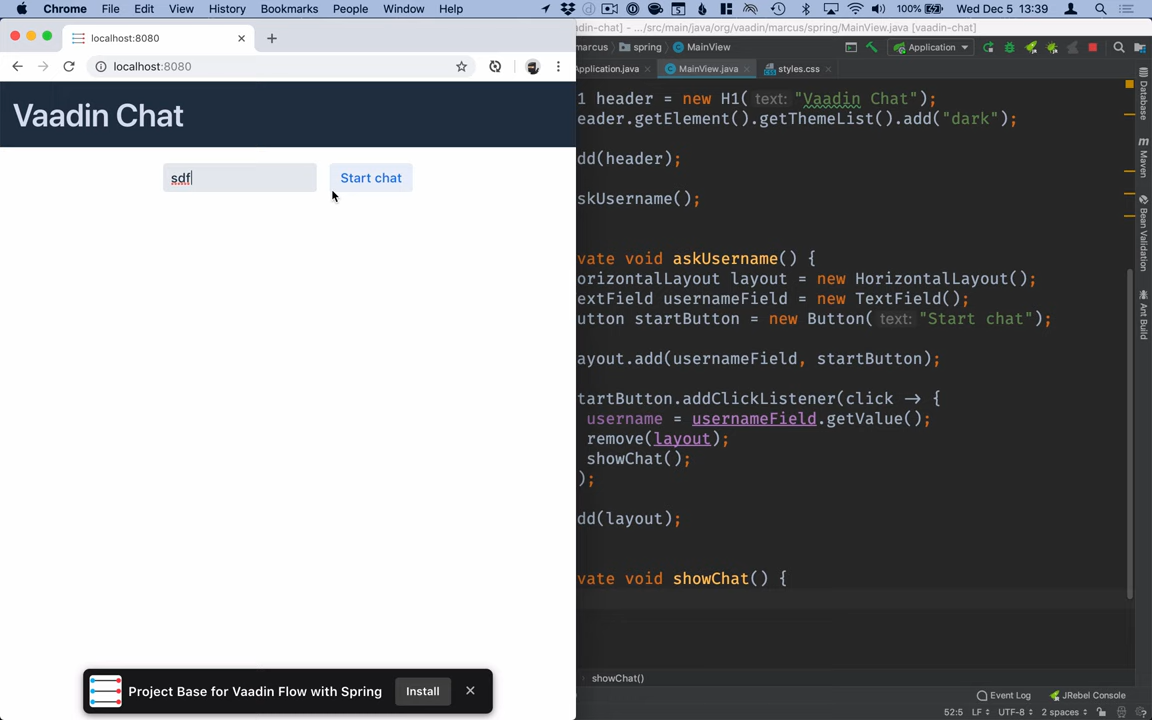 Chrome File Edit View History Bookmarks People Window Help 100% Wed Dec 5 13:39
localhost:8080
localhost:8080
Vaadin Chat
sdf Start chat
Project Base for Vaadin Flow with Spring Install
din-chat] - .../src/main/java/org/vaadin/marcus/spring/MainView.java [vaadin-chat]
marcus spring MainView Application
Application.java MainView.java styles.css
1 header = new H1( text: "Vaadin Chat");
eader.getElement().getThemeList().add("dark");
dd(header);
skUsername();
vate void askUsername() {
orizontalLayout layout = new HorizontalLayout();
extField usernameField = new TextField();
utton startButton = new Button( text: "Start chat");
ayout.add(usernameField, startButton);
tartButton.addClickListener(click → {
username = usernameField.getValue();
remove(layout);
showChat();
);
dd(layout);
vate void showChat() {
showChat()
Event Log JRebel Console
52:5 LF UTF-8 2 spaces
Database
Maven
Bean Validation
Ant Build